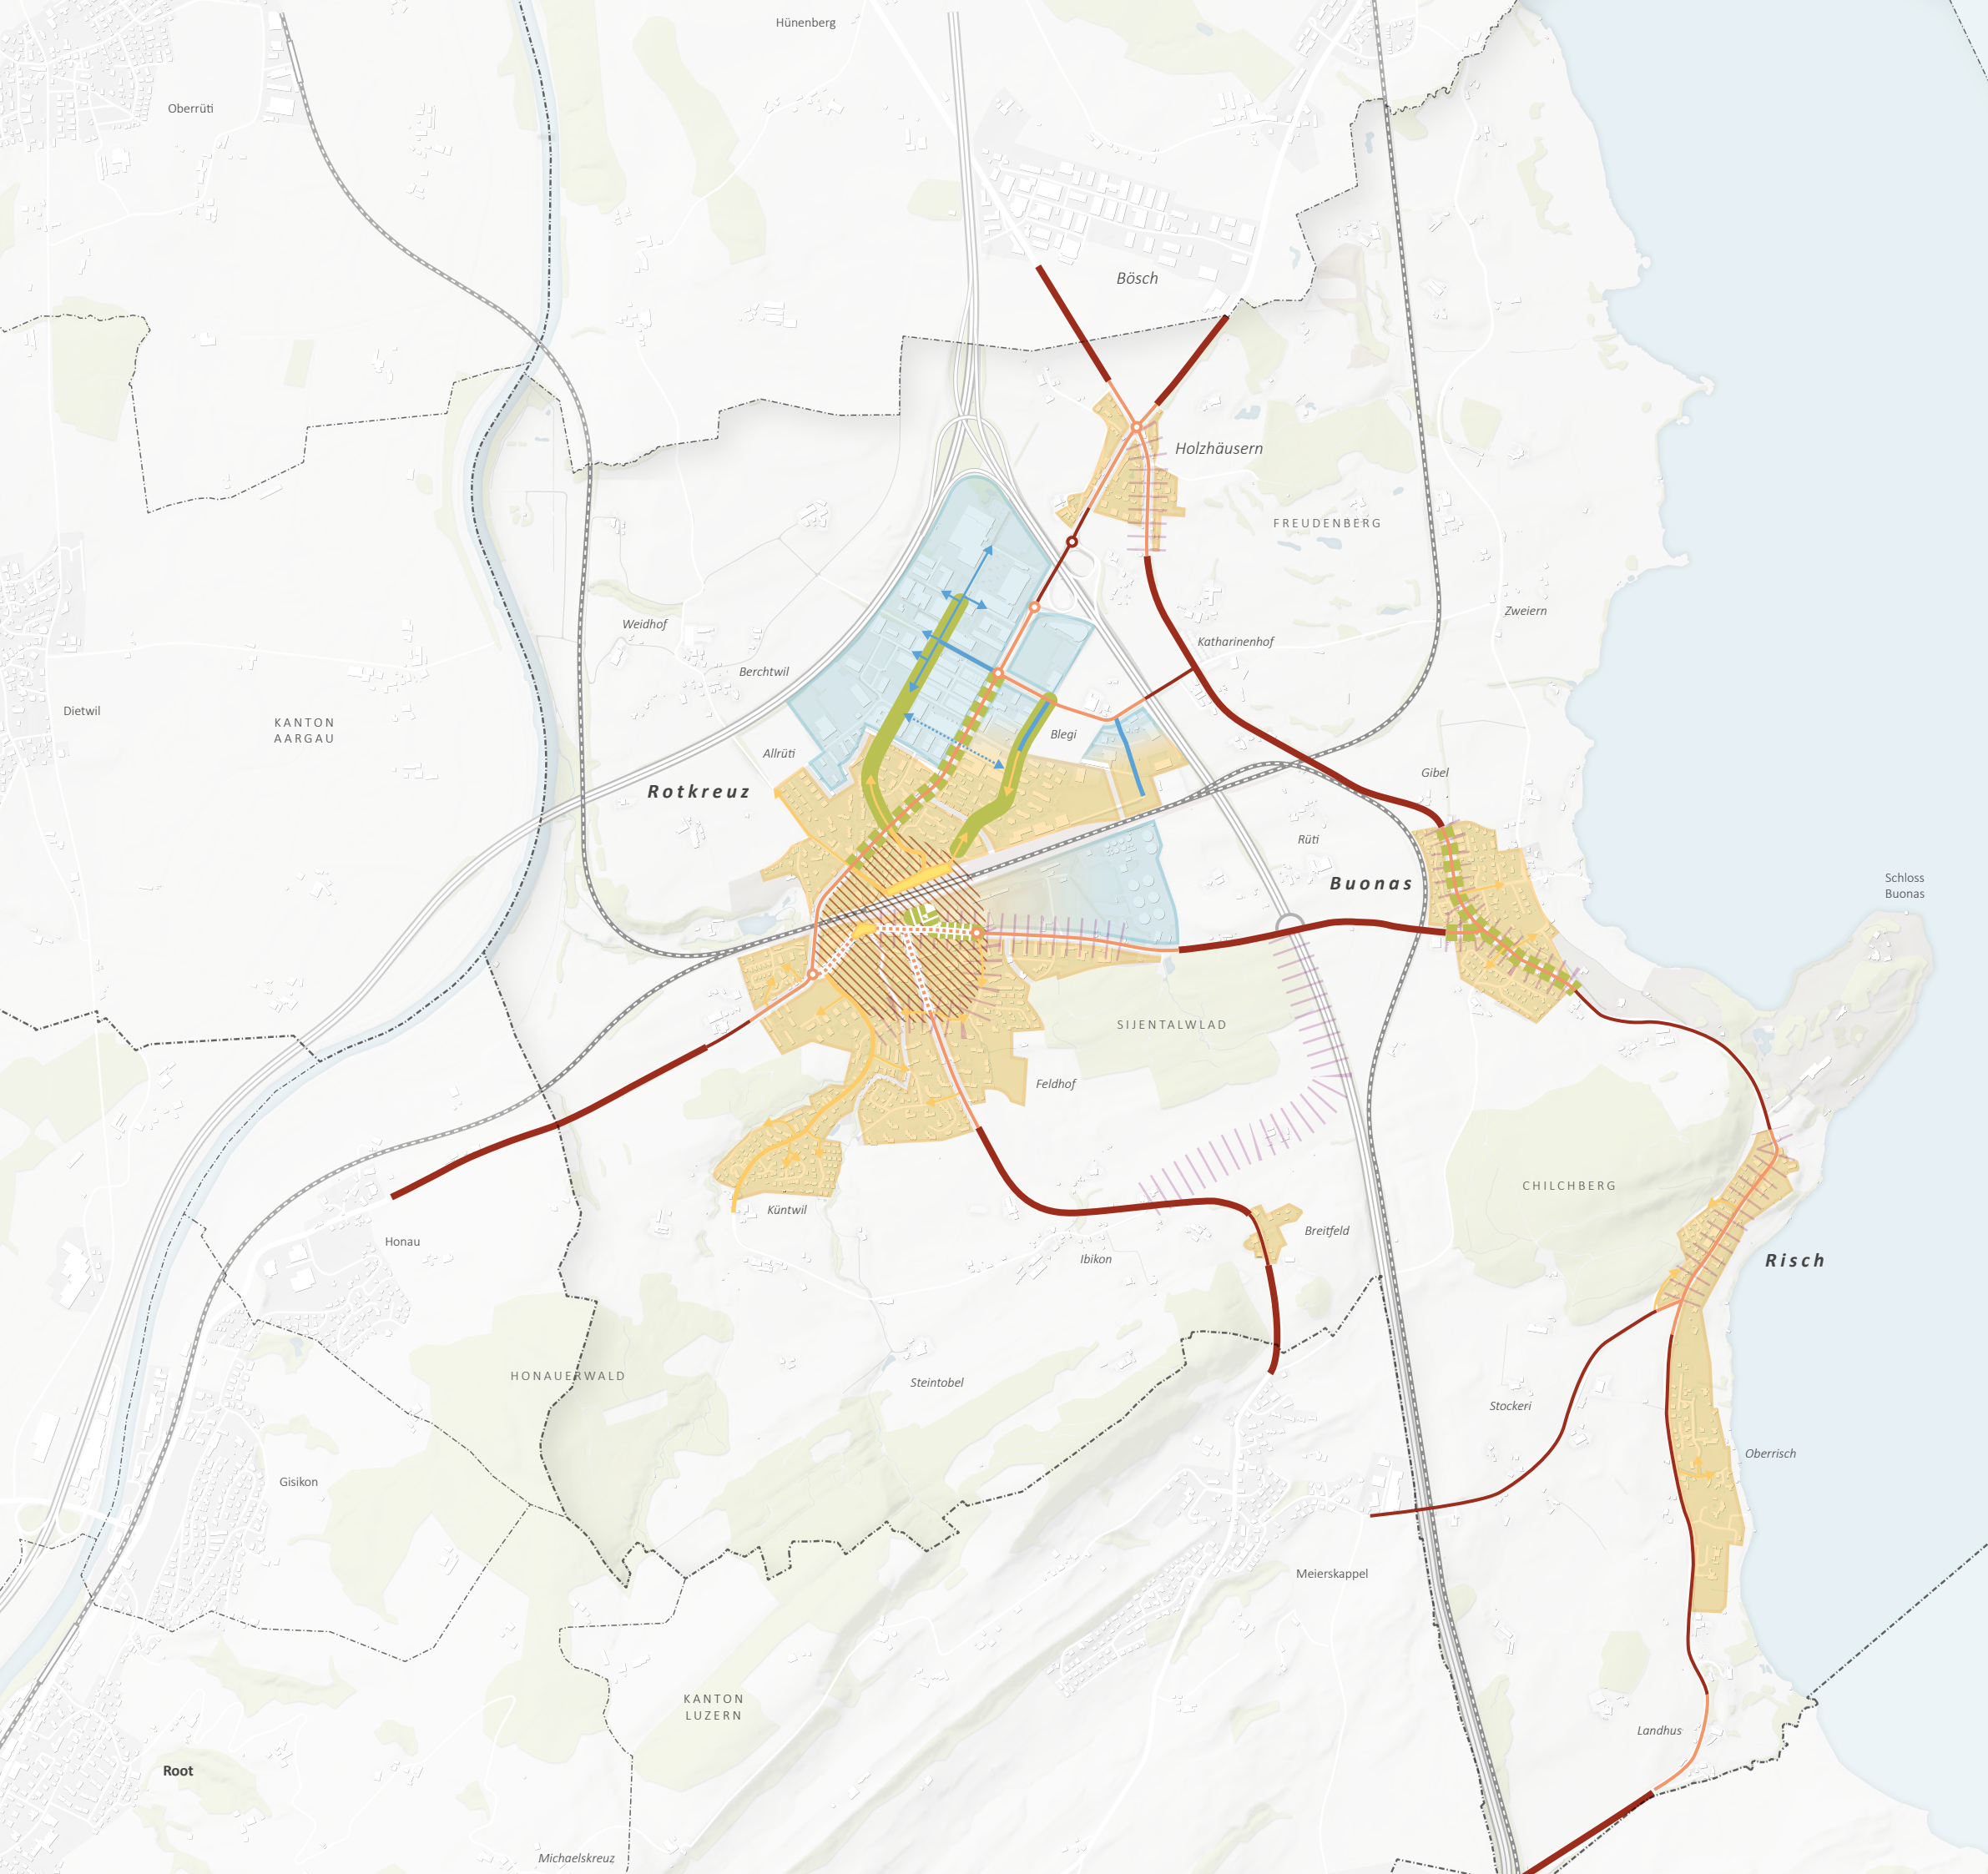 Hünenberg
Oberrüti
Bösch
Holzhäusern
FREUDENBERG
Zweiern
Weidhof
Katharinenhof
Berchtwil
Dietwil
KANTON
AARGAU
Blegi
Allrüti
Gibel
Rotkreuz
Rüti
Buonas
Schloss
Buonas
SIJENTALWLAD
Feldhof
CHILCHBERG
Küntwil
Breitfeld
Honau
Ibikon
Risch
HONAUERWALD
Steintobel
Stockeri
Oberrisch
Gisikon
Meierskappel
KANTON
LUZERN
Landhus
Root
Michaelskreuz